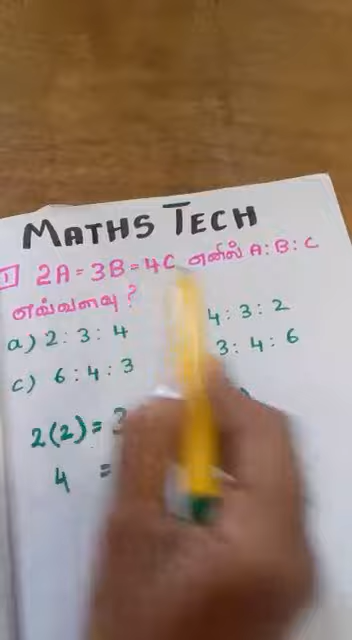 MATHS TECH
1 2A = 3B = 4C எனில் A : B : C
எவ்வளவு ?
a) 2 : 3 : 4 4 : 3 : 2
c) 6 : 4 : 3 3 : 4 : 6
2(2) =
4 =